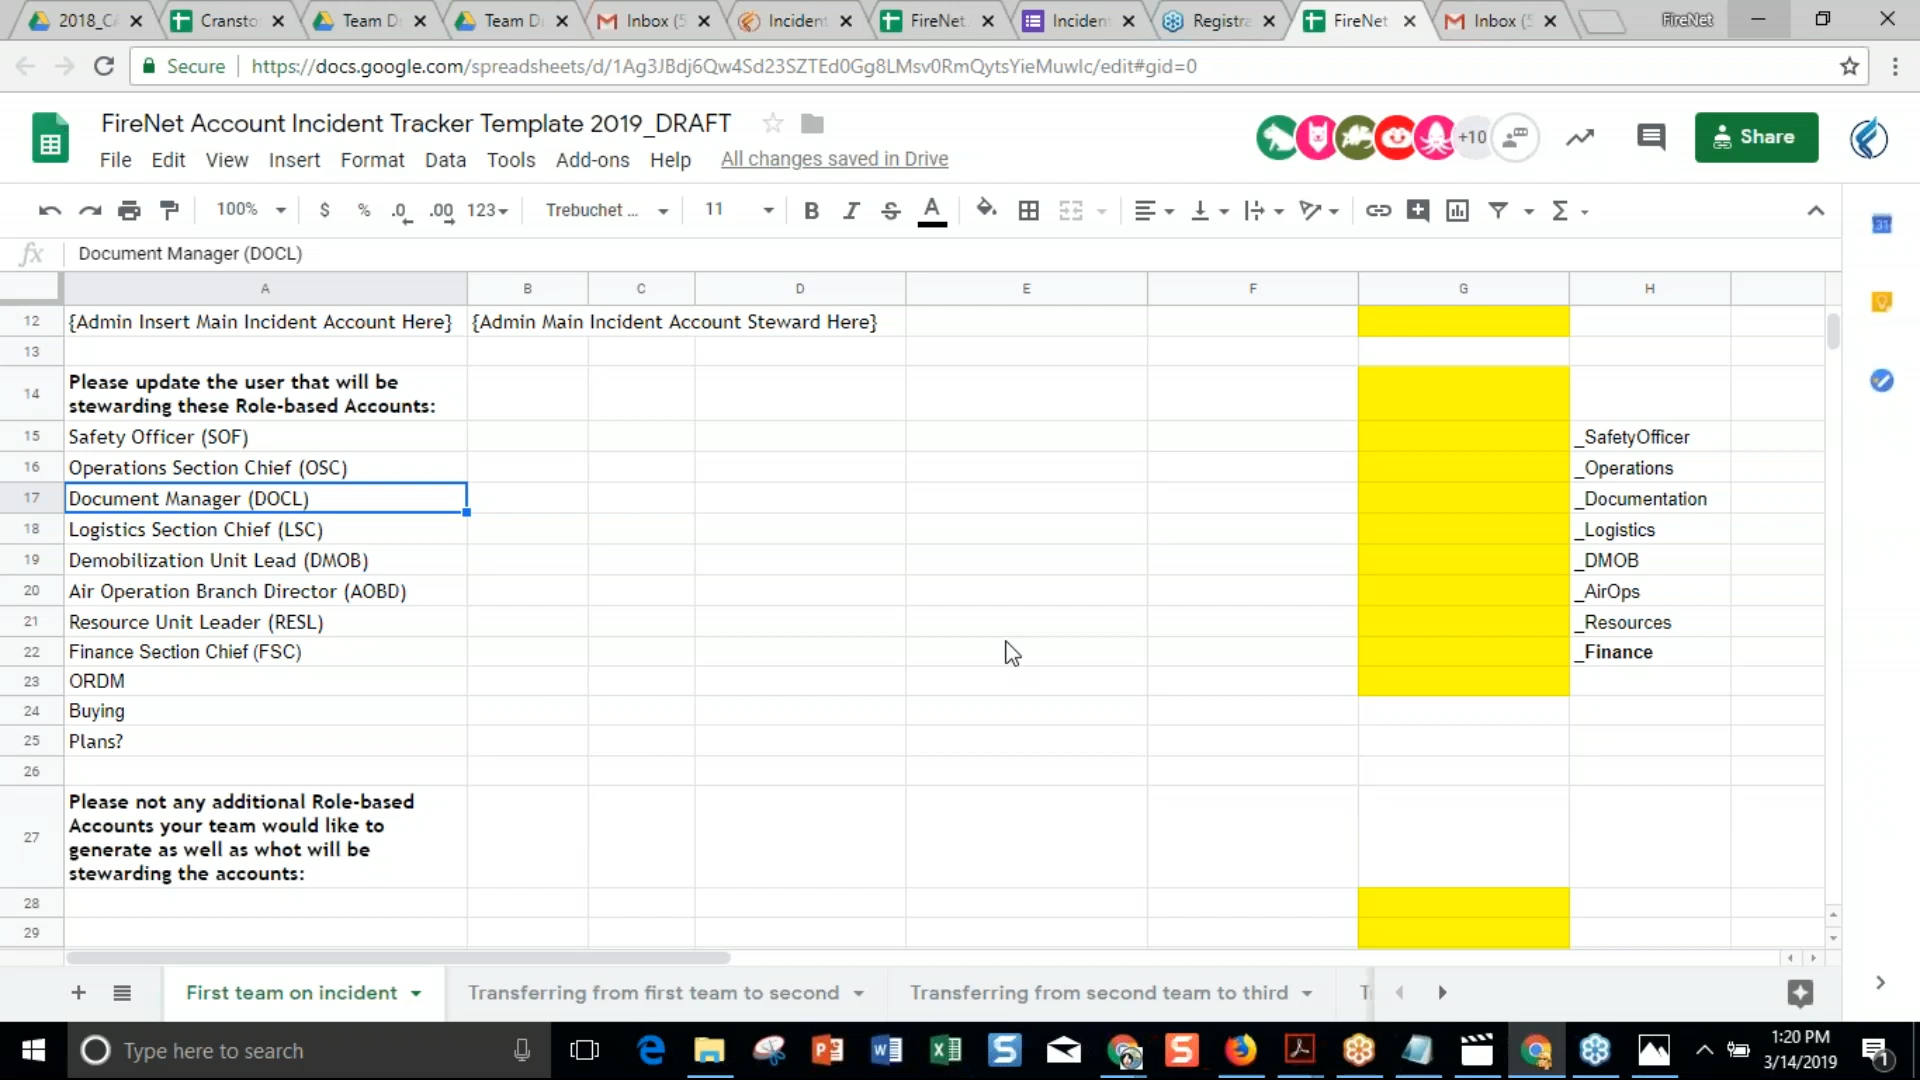 2018_CA
Cransto
Team D
Team D
Inbox (5
Incident
FireNet
Inciden
Registra
FireNet
Inbox (5
FireNet
Secure
https://docs.google.com/spreadsheets/d/1Ag3JBdj6Qw4Sd23SZTEd0Gg8LMsv0RmQytsYieMuwIc/edit#gid=0
FireNet Account Incident Tracker Template 2019_DRAFT
File Edit View Insert Format Data Tools Add-ons Help All changes saved in Drive
+10
Share
100% $ % .0 .00 123 Trebuchet ... 11 B I S A Σ
31
fx Document Manager (DOCL)
A B C D E F G H
12 {Admin Insert Main Incident Account Here} {Admin Main Incident Account Steward Here}
13
14 Please update the user that will be
stewarding these Role-based Accounts:
15 Safety Officer (SOF) _SafetyOfficer
16 Operations Section Chief (OSC) _Operations
17 Document Manager (DOCL) _Documentation
18 Logistics Section Chief (LSC) _Logistics
19 Demobilization Unit Lead (DMOB) _DMOB
20 Air Operation Branch Director (AOBD) _AirOps
21 Resource Unit Leader (RESL) _Resources
22 Finance Section Chief (FSC) _Finance
23 ORDM
24 Buying
25 Plans?
26
27 Please not any additional Role-based
Accounts your team would like to
generate as well as whot will be
stewarding the accounts:
28
29
First team on incident
Transferring from first team to second
Transferring from second team to third
Type here to search
1:20 PM
3/14/2019
1